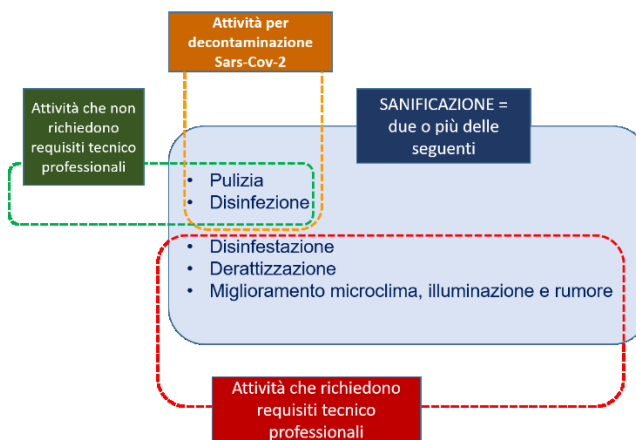 Attività per
decontaminazione
Sars-Cov-2
Attività che non
richiedono
requisiti tecnico
professionali
SANIFICAZIONE =
due o più delle
seguenti
• Pulizia
• Disinfezione
• Disinfestazione
• Derattizzazione
• Miglioramento microclima, illuminazione e rumore
Attività che richiedono
requisiti tecnico
professionali